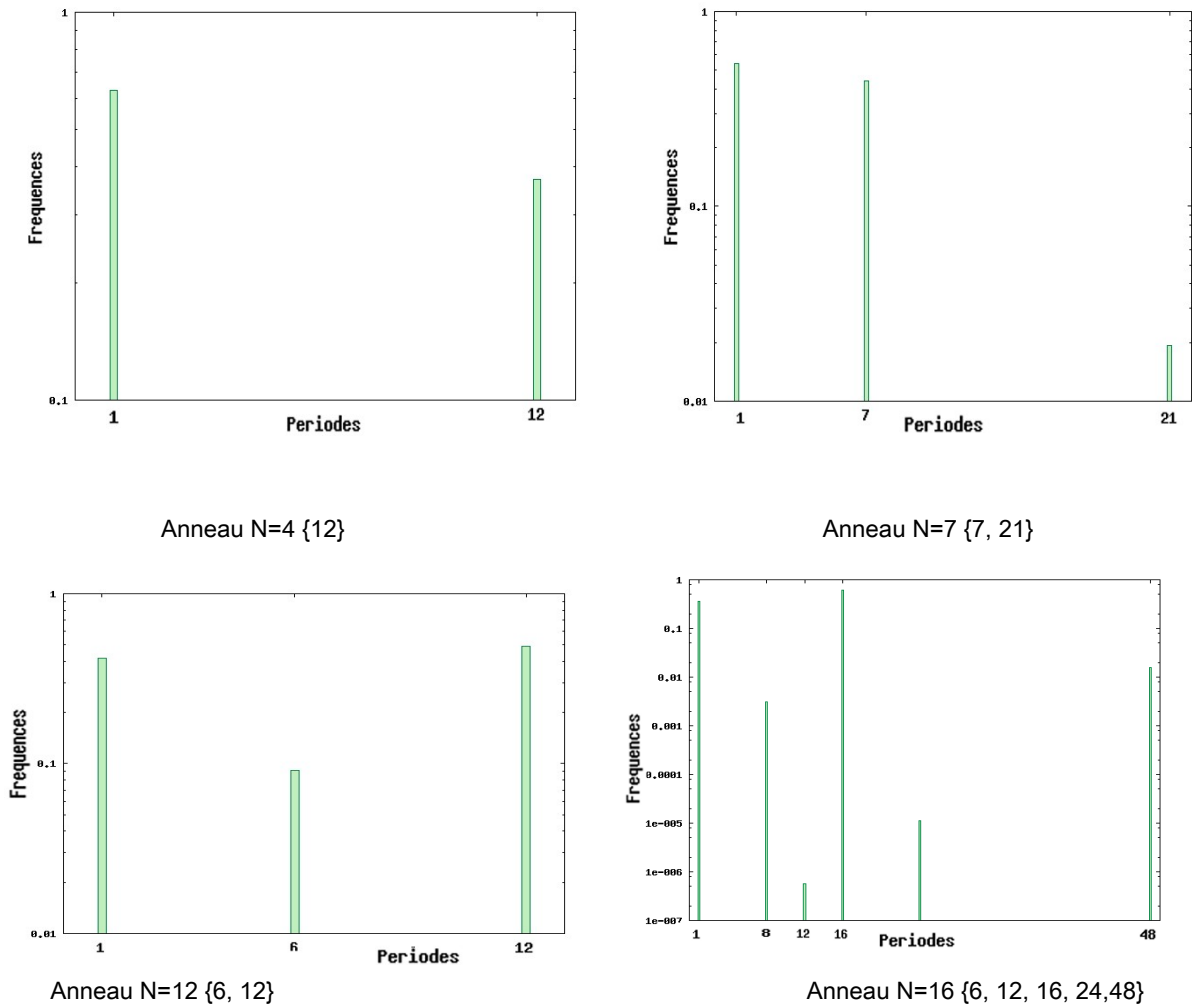 1
Frequences
0.1
1
12
Periodes
Anneau N=4 {12}
1
Frequences
0.1
0.01
1
7
21
Periodes
Anneau N=7 {7, 21}
1
Frequences
0.1
0.01
1
6
12
Periodes
Anneau N=12 {6, 12}
1
0.1
0.01
0.001
0.0001
1e-005
1e-006
1e-007
Frequences
1
8
12
16
48
Periodes
Anneau N=16 {6, 12, 16, 24,48}